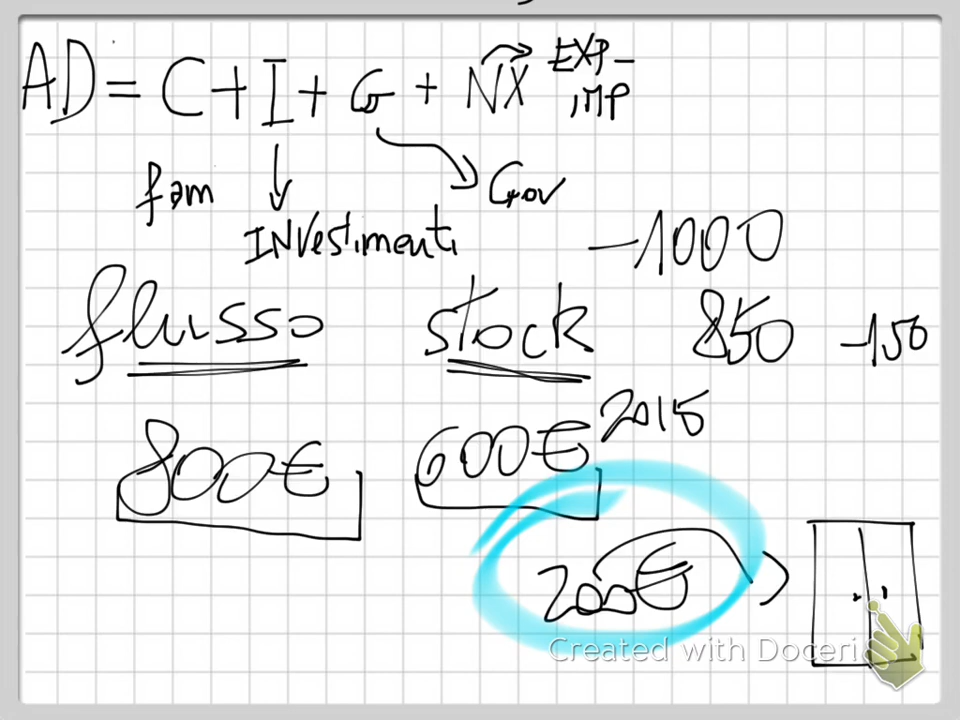 AD = C + I + G + NX EXP -
IMP
fam
Gov
INVestimenti
-1000
flusso stock 850 -150
800€ 600€ 2015
200€
Created with Doceri